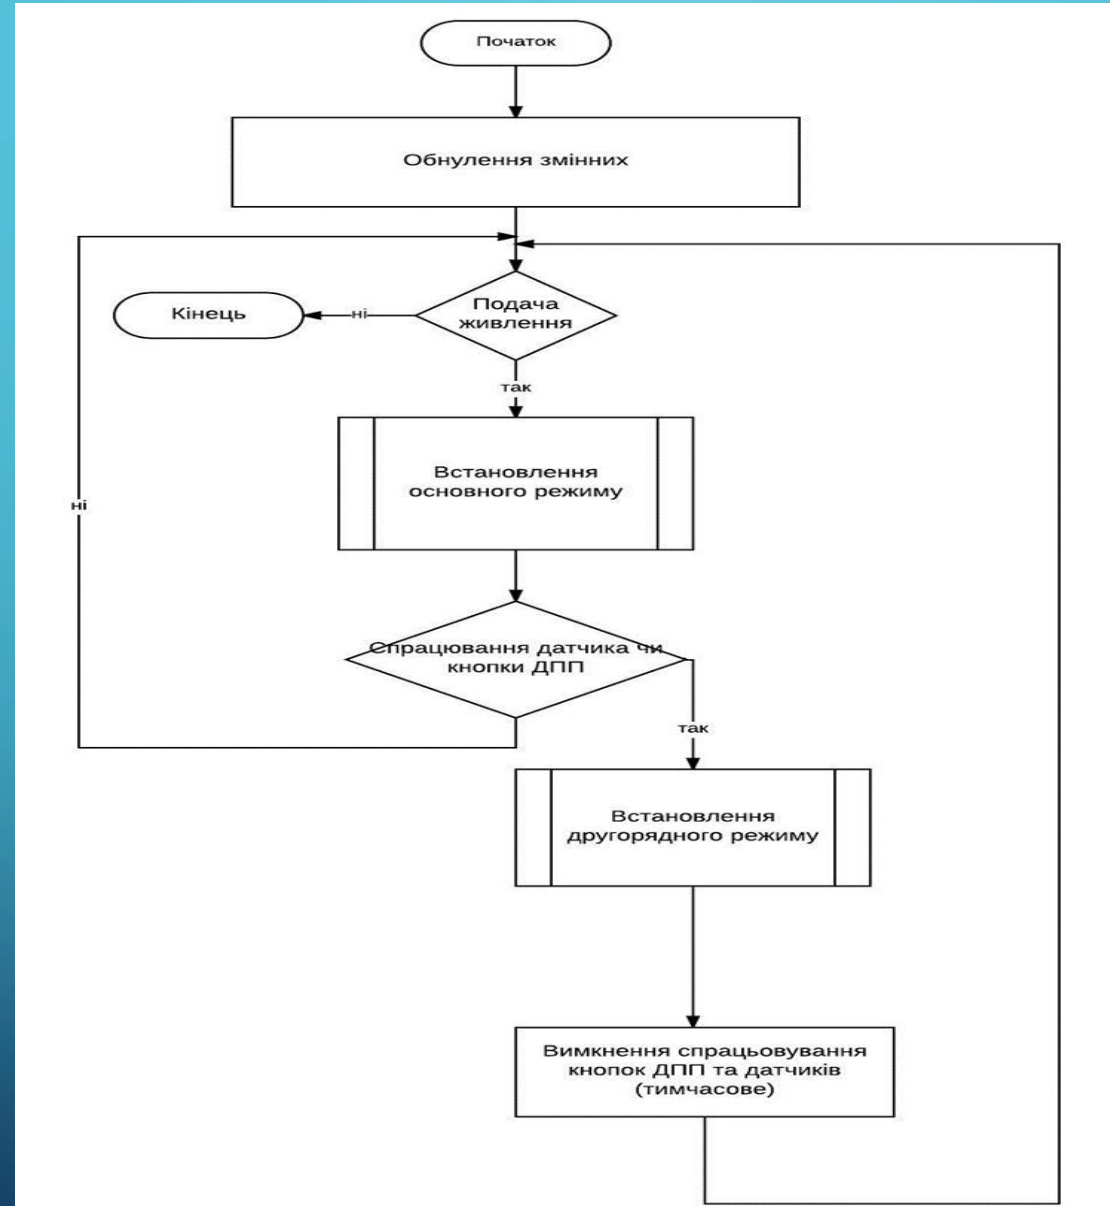 Початок
Обнулення змінних
Подача
живлення
Кінець
ні
так
Встановлення
основного режиму
ні
Спрацювання датчика чи
кнопки ДПП
так
Встановлення
другорядного режиму
Вимкнення спрацьовування
кнопок ДПП та датчиків
(тимчасове)